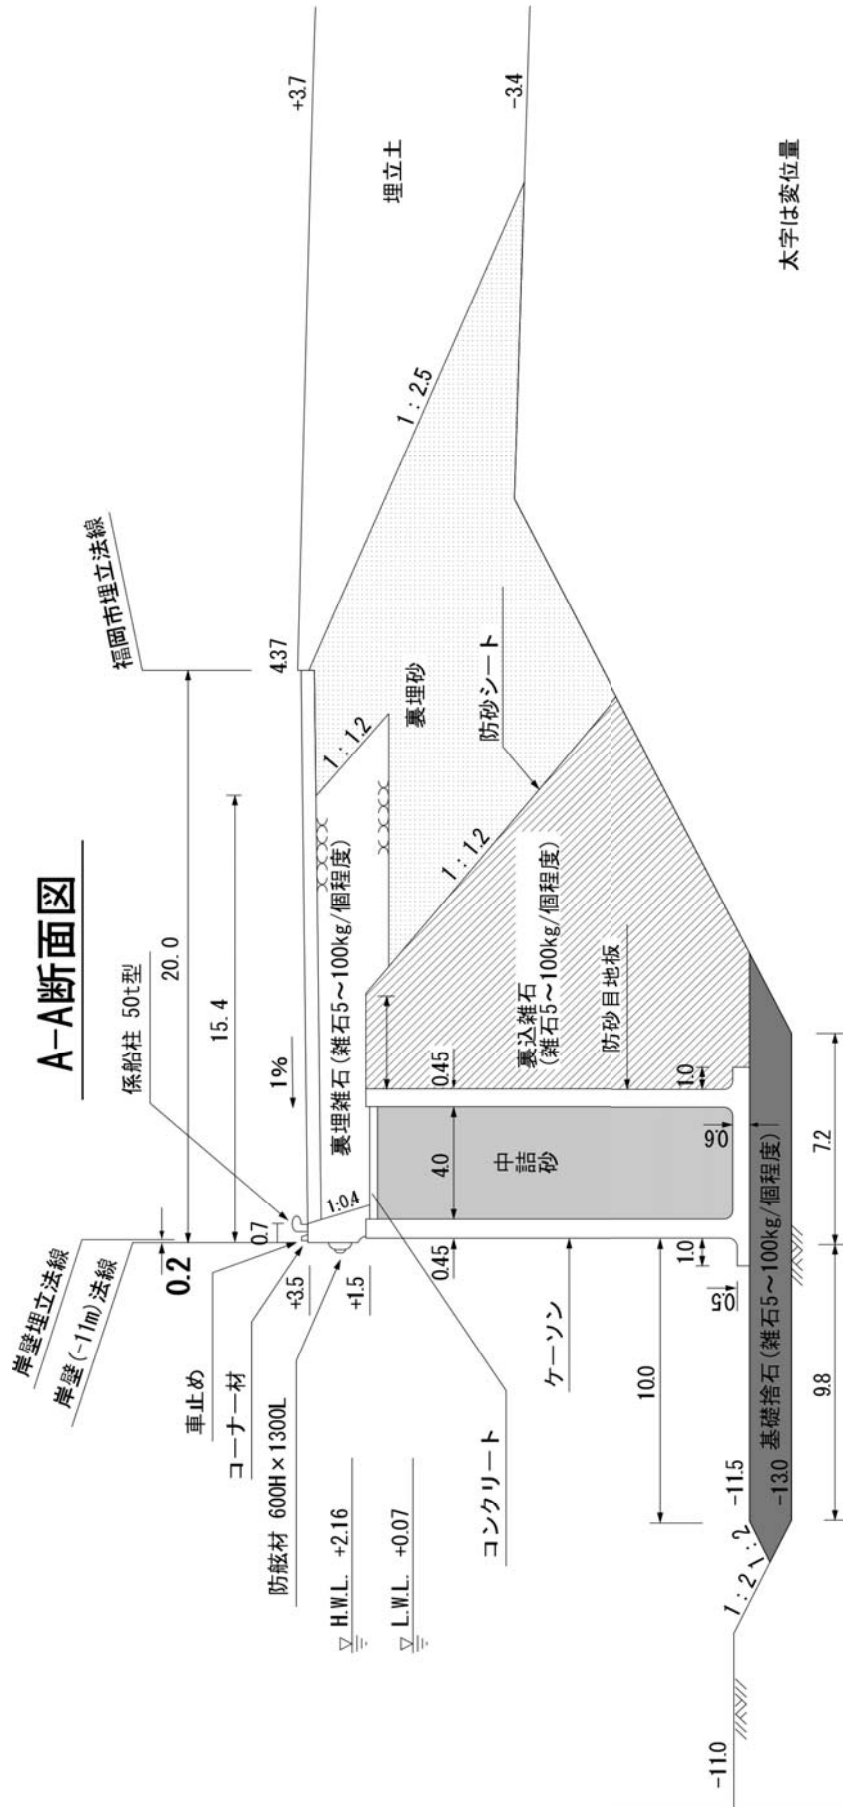 A-A断面図
福岡市埋立法線
20.0
15.4
係船柱 50t型
岸壁埋立法線
岸壁(-11m)法線
0.2
0.7
車止め
コーナー材
防舷材 600H×1300L
1%
4.37
+3.7
+3.5
+1.5
1:0.4
裏埋雑石(雑石5~100kg/個程度)
1:1.2
裏埋砂
埋立土
1:2.5
-3.4
防砂シート
1:1.2
H.W.L. +2.16
L.W.L. +0.07
コンクリート
ケーソン
0.45
4.0
0.45
中詰砂
裏込雑石
(雑石5~100kg/個程度)
防砂目地板
1.0
0.6
1.0
0.5
10.0
-11.5
-13.0
基礎捨石(雑石5~100kg/個程度)
1:2
1:2
-11.0
9.8
7.2
太字は変位量